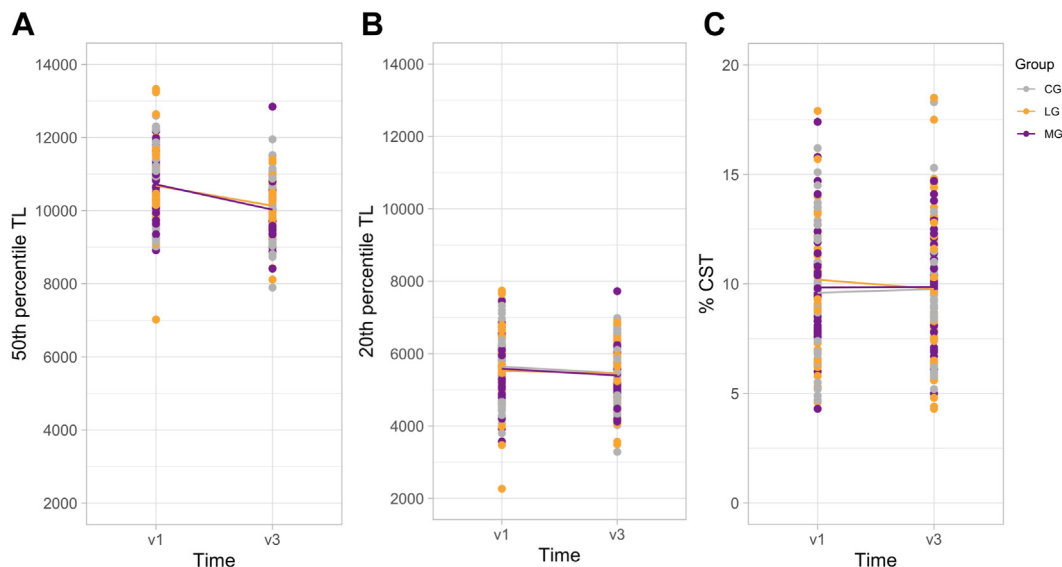 A
B
C
50th percentile TL
14000
12000
10000
8000
6000
4000
2000
v1
v3
Time
20th percentile TL
14000
12000
10000
8000
6000
4000
2000
v1
v3
Time
% CST
20
15
10
5
0
v1
v3
Time
Group
CG
LG
MG